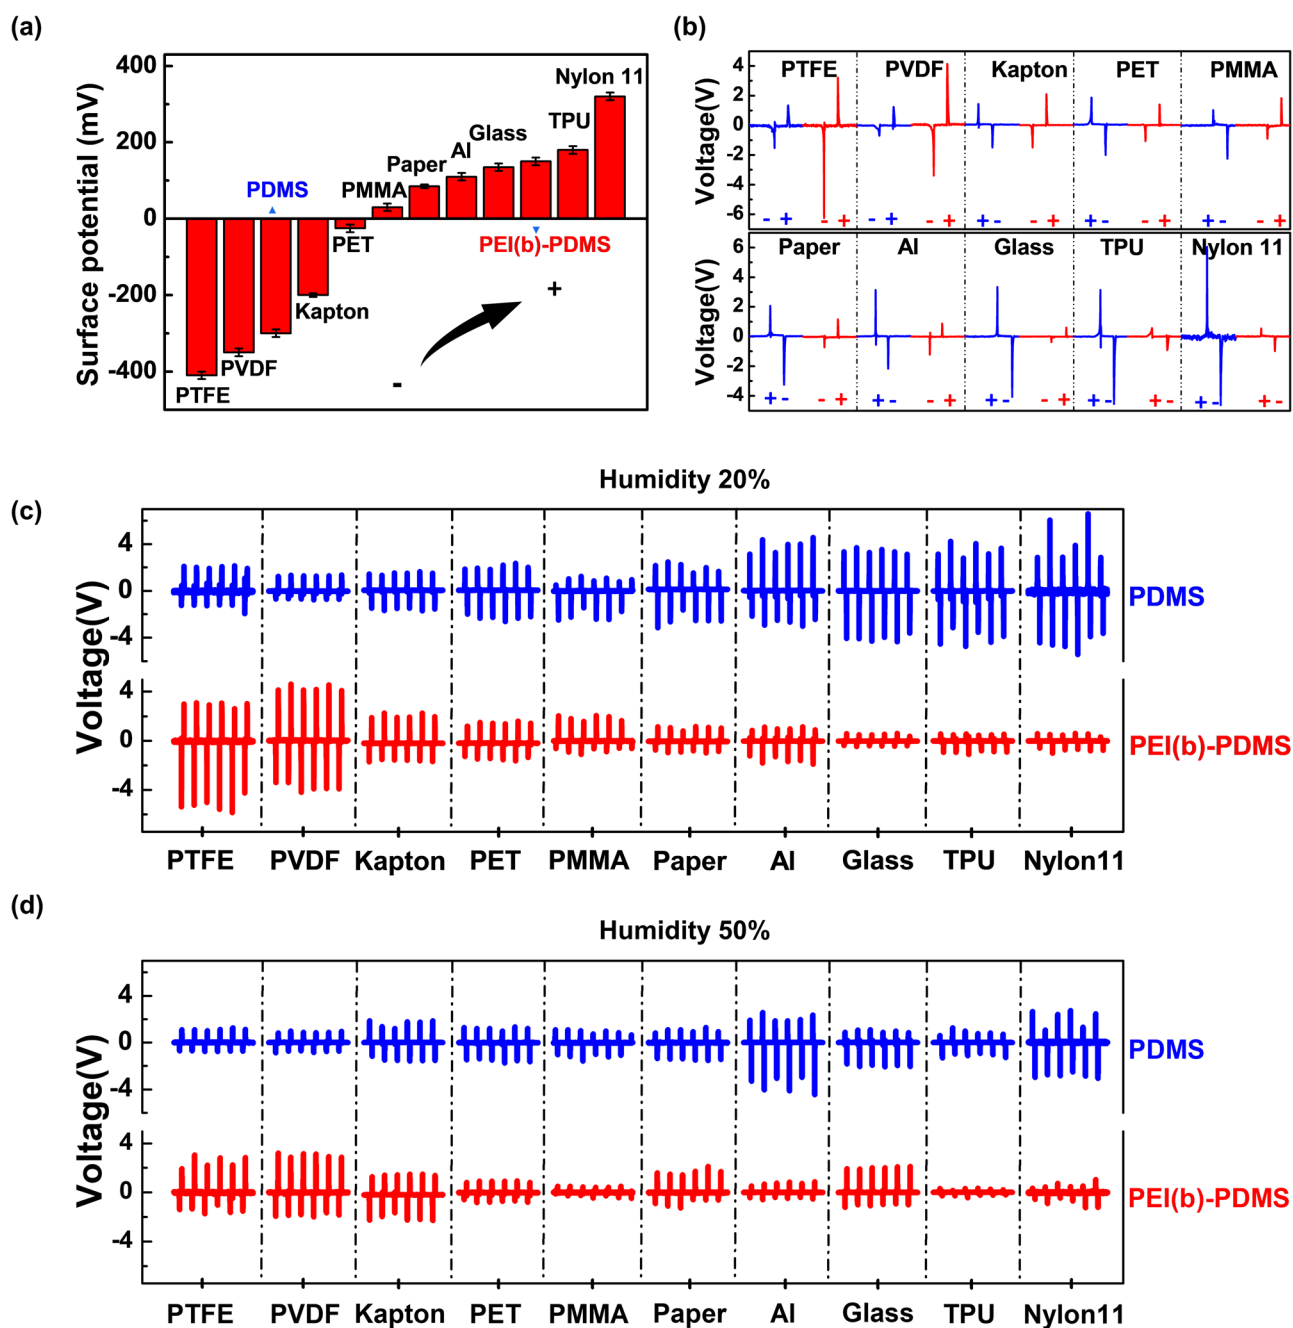 (a)
Surface potential (mV)
400
200
0
-200
-400
Nylon 11
TPU
Glass
Al
Paper
PMMA
PDMS
PET
PEI(b)-PDMS
Kapton
PVDF
PTFE
+
-
(b)
Voltage(V)
4
2
0
-2
-4
-6
PTFE PVDF Kapton PET PMMA
- + - + - + - + + - - + + - - + + - - +
Voltage(V)
6
4
2
0
-2
-4
Paper Al Glass TPU Nylon 11
+ - - + + - - + + - - + + - + - + - + -
Humidity 20%
(c)
Voltage(V)
4
0
-4
PDMS
4
0
-4
PEI(b)-PDMS
PTFE PVDF Kapton PET PMMA Paper Al Glass TPU Nylon11
(d)
Humidity 50%
Voltage(V)
4
0
-4
PDMS
4
0
-4
PEI(b)-PDMS
PTFE PVDF Kapton PET PMMA Paper Al Glass TPU Nylon11